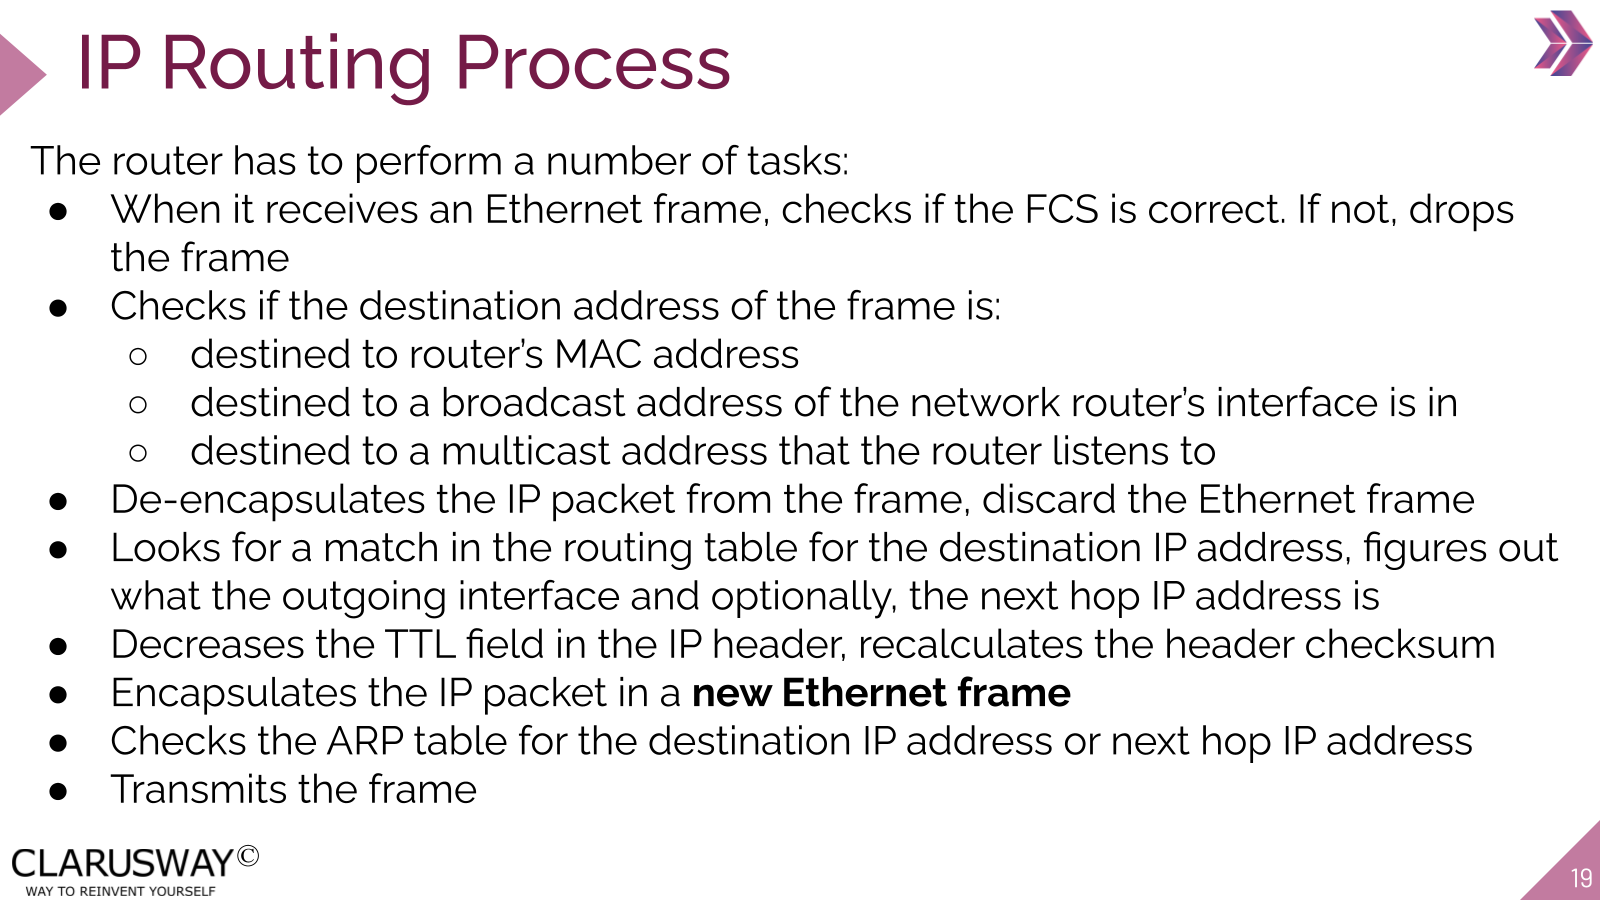 IP Routing Process
The router has to perform a number of tasks:
● When it receives an Ethernet frame, checks if the FCS is correct. If not, drops
the frame
● Checks if the destination address of the frame is:
○ destined to router’s MAC address
○ destined to a broadcast address of the network router’s interface is in
○ destined to a multicast address that the router listens to
● De-encapsulates the IP packet from the frame, discard the Ethernet frame
● Looks for a match in the routing table for the destination IP address, figures out
what the outgoing interface and optionally, the next hop IP address is
● Decreases the TTL field in the IP header, recalculates the header checksum
● Encapsulates the IP packet in a new Ethernet frame
● Checks the ARP table for the destination IP address or next hop IP address
● Transmits the frame
CLARUSWAY©
WAY TO REINVENT YOURSELF
19